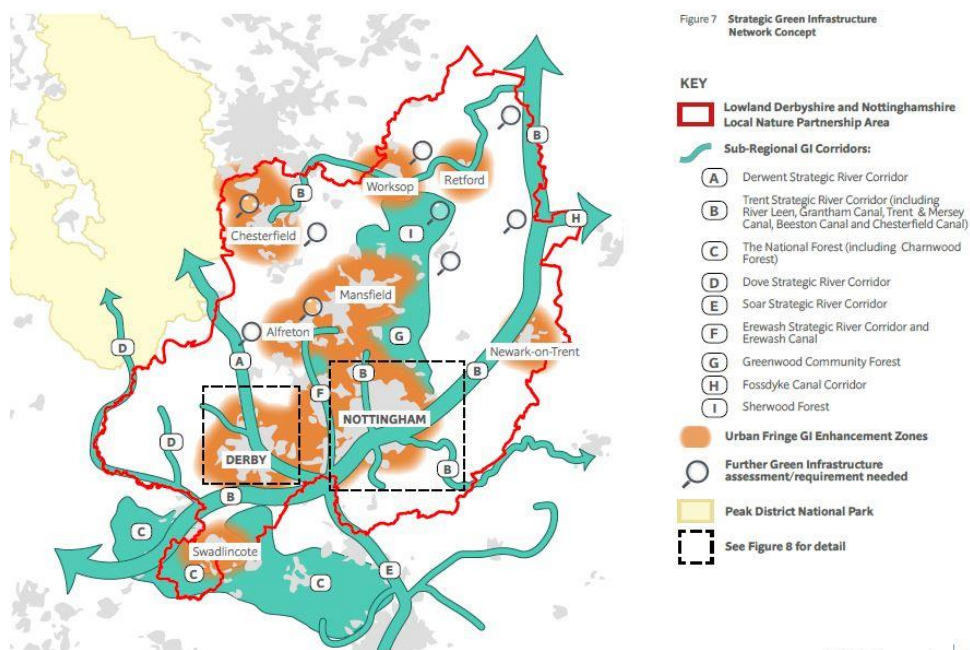 Figure 7 Strategic Green Infrastructure
Network Concept
KEY
Lowland Derbyshire and Nottinghamshire
Local Nature Partnership Area
Sub-Regional GI Corridors:
A Derwent Strategic River Corridor
B Trent Strategic River Corridor (including
River Leen, Grantham Canal, Trent & Mersey
Canal, Beeston Canal and Chesterfield Canal)
C The National Forest (including Charnwood
Forest)
D Dove Strategic River Corridor
E Soar Strategic River Corridor
F Erewash Strategic River Corridor and
Erewash Canal
G Greenwood Community Forest
H Fossdyke Canal Corridor
I Sherwood Forest
Urban Fringe GI Enhancement Zones
Further Green Infrastructure
assessment/requirement needed
Peak District National Park
See Figure 8 for detail
B
Worksop
Retford
B
H
Chesterfield
I
Mansfield
Alfreton
G
Newark-on-Trent
D
A
B
B
F
NOTTINGHAM
D
DERBY
B
B
C
Swadlincote
C
C
E